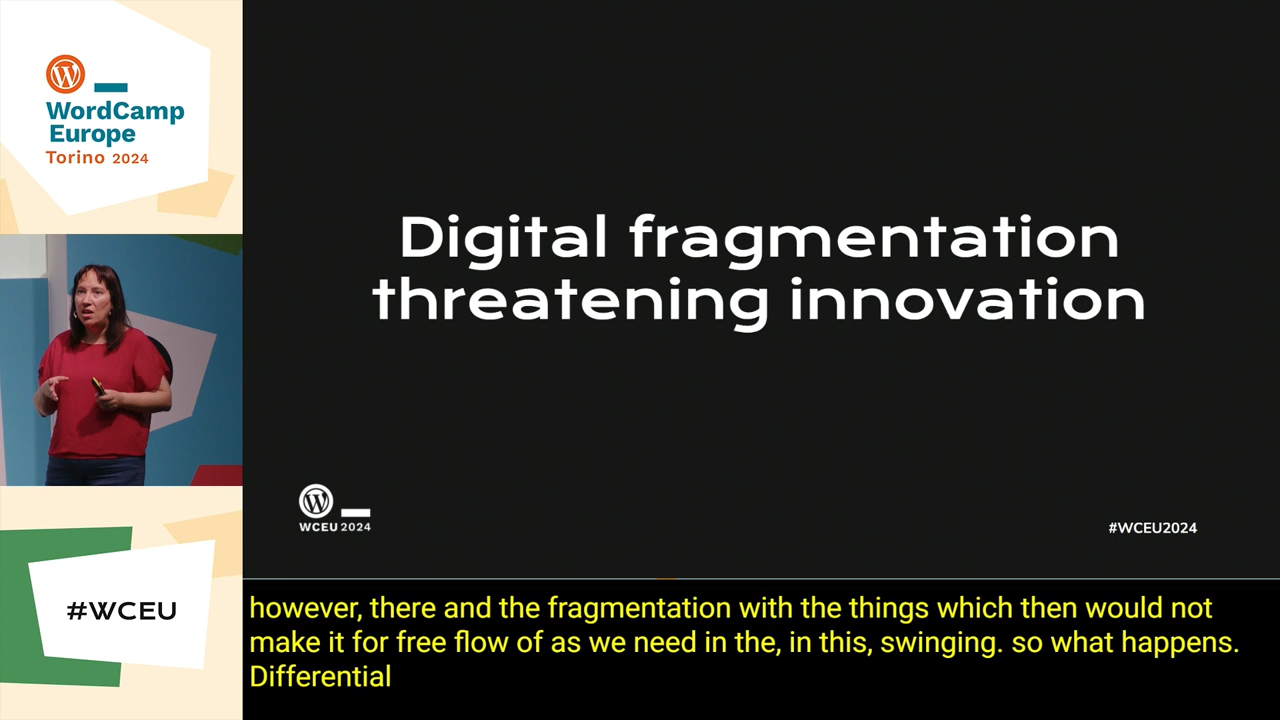 WordCamp
Europe
Torino 2024
Digital fragmentation
threatening innovation
WCEU 2024
#WCEU2024
#WCEU
however, there and the fragmentation with the things which then would not
make it for free flow of as we need in the, in this, swinging. so what happens.
Differential